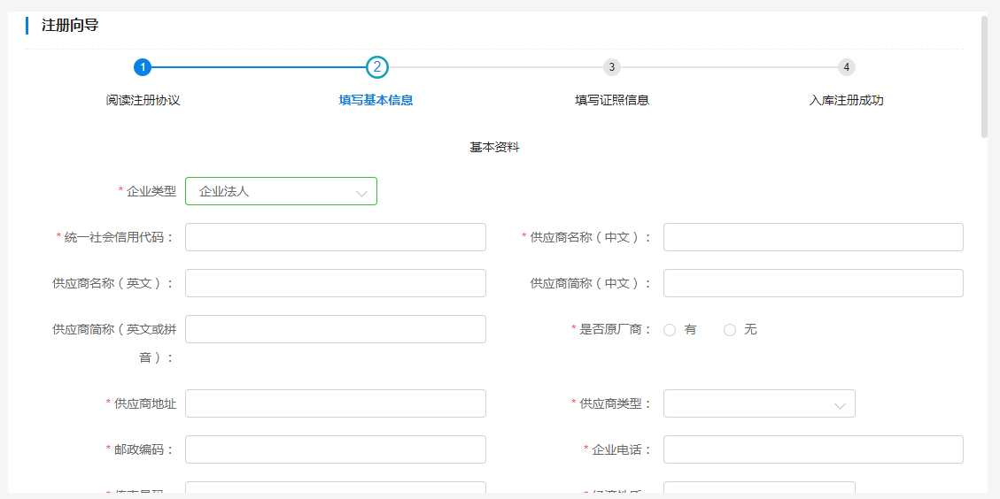 注册向导
1
2
3
4
阅读注册协议
填写基本信息
填写证照信息
入库注册成功
基本资料
* 企业类型
企业法人
* 统一社会信用代码：
* 供应商名称（中文）：
供应商名称（英文）：
供应商简称（中文）：
供应商简称（英文或拼
音）：
* 是否原厂商：
有
无
* 供应商地址
* 供应商类型：
* 邮政编码：
* 企业电话：